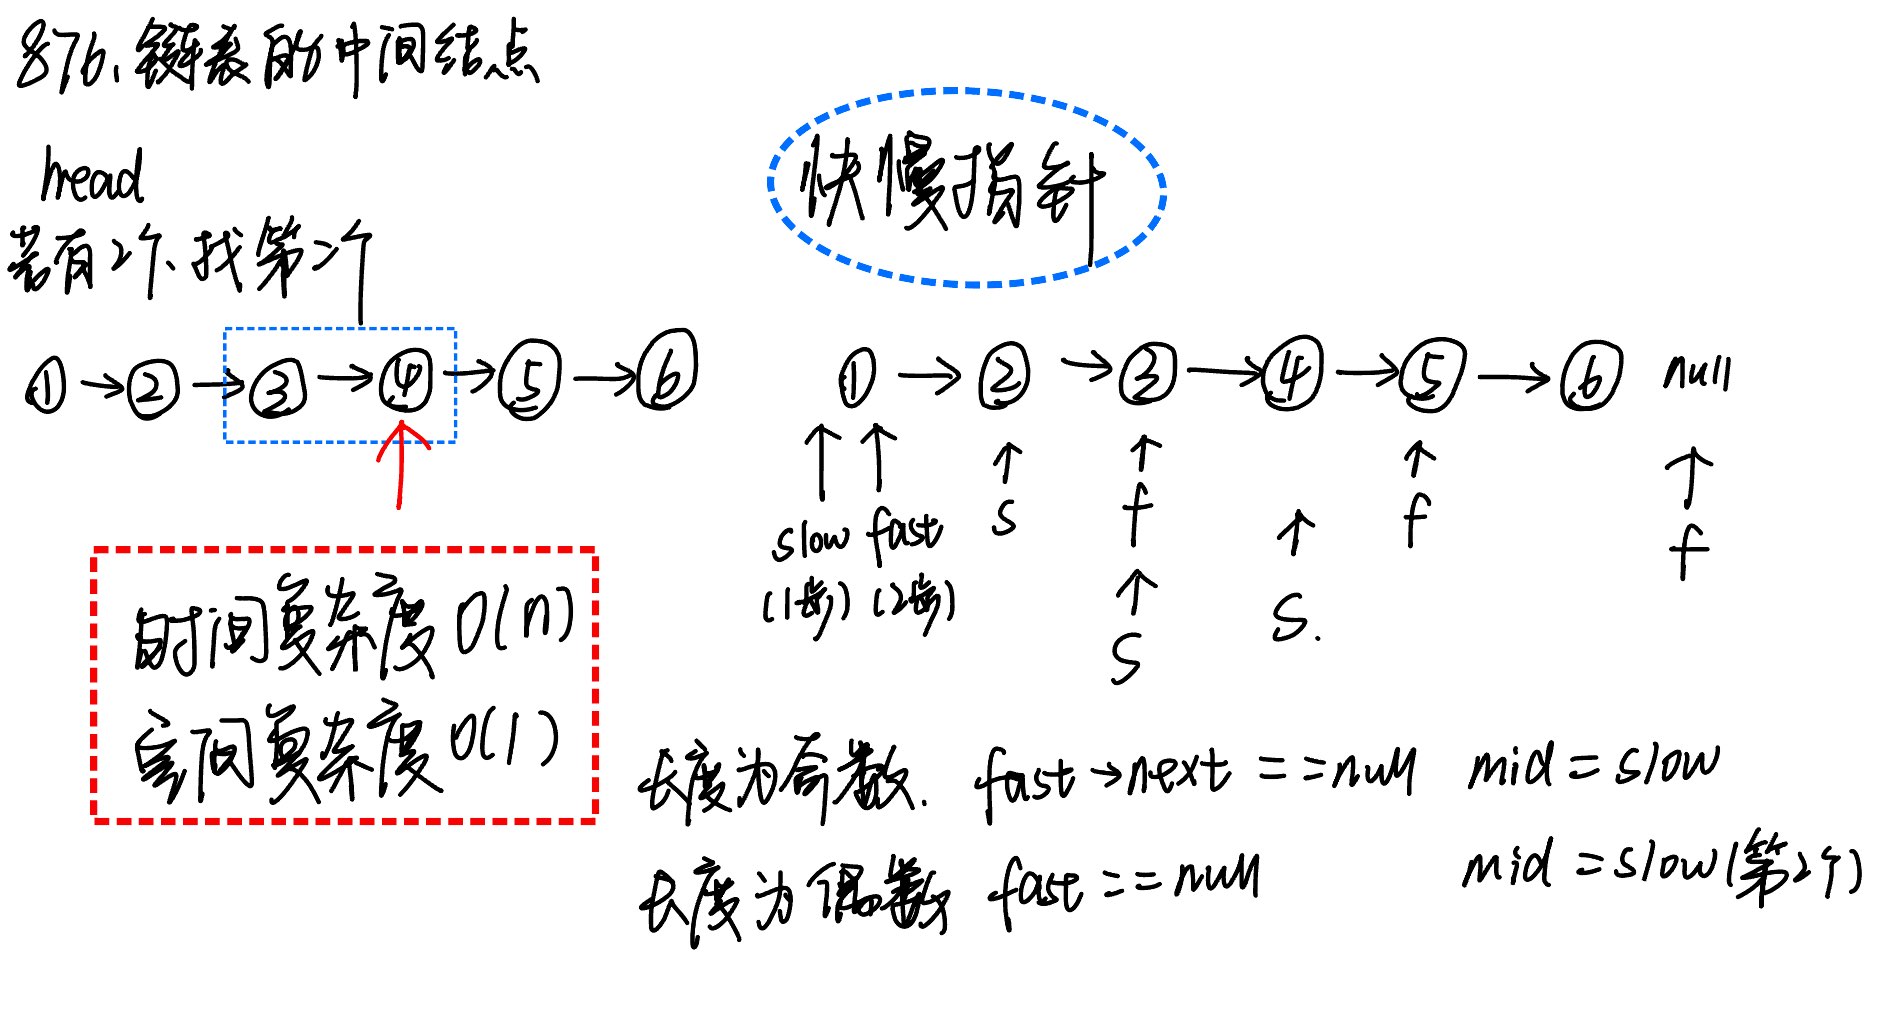 876、链表的中间结点
head
若有2个、找第2个
快慢指针
① → ② → ③ → ④ → ⑤ → ⑥
① → ② → ③ → ④ → ⑤ → ⑥ null
slow fast s f f f
(1步) (2步) s s.
时间复杂度 O(n)
空间复杂度 O(1)
长度为奇数. fast→next == null mid = slow
长度为偶数 fast == null mid = slow(第2个)